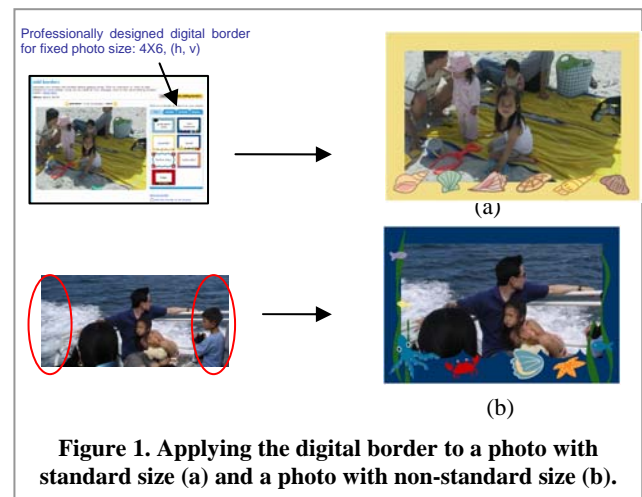 Professionally designed digital border
for fixed photo size: 4X6, (h, v)
(a)
(b)
Figure 1. Applying the digital border to a photo with
standard size (a) and a photo with non-standard size (b).